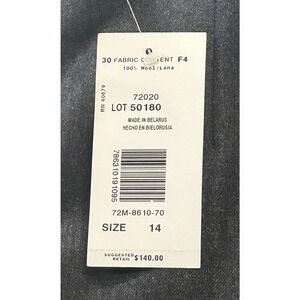 30 FABRIC CONTENT F4
100% Wool/Lana
RN 40679
72020
LOT 50180
MADE IN BELARUS
HECHO EN BIELORUSIA
786310191095
72M-8610-70
SIZE 14
SUGGESTED
RETAIL $140.00